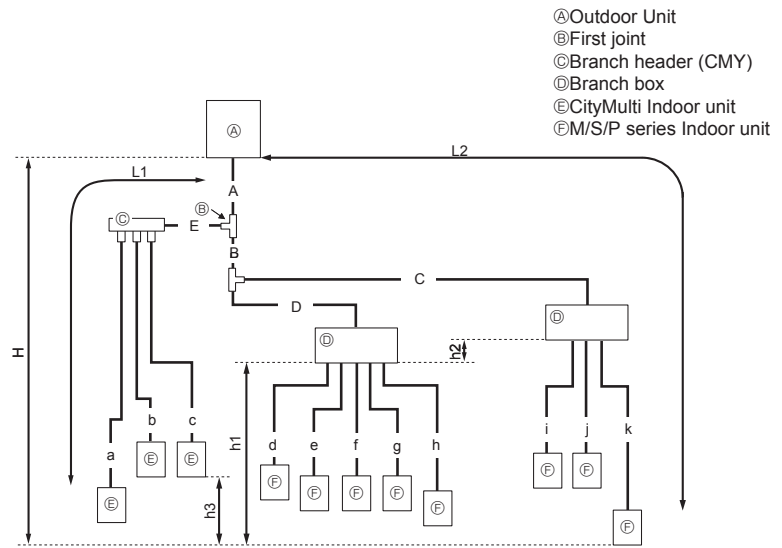 ⒶOutdoor Unit
ⒷFirst joint
ⒸBranch header (CMY)
ⒹBranch box
ⒺCityMulti Indoor unit
ⒻM/S/P series Indoor unit
Ⓐ
L2
L1
A
Ⓑ
Ⓒ
E
B
C
D
Ⓓ
Ⓓ
h2
H
h1
a
b
c
d
e
f
g
h
i
j
k
Ⓔ
Ⓔ
Ⓔ
Ⓕ
Ⓕ
Ⓕ
Ⓕ
Ⓕ
Ⓕ
Ⓕ
Ⓕ
h3